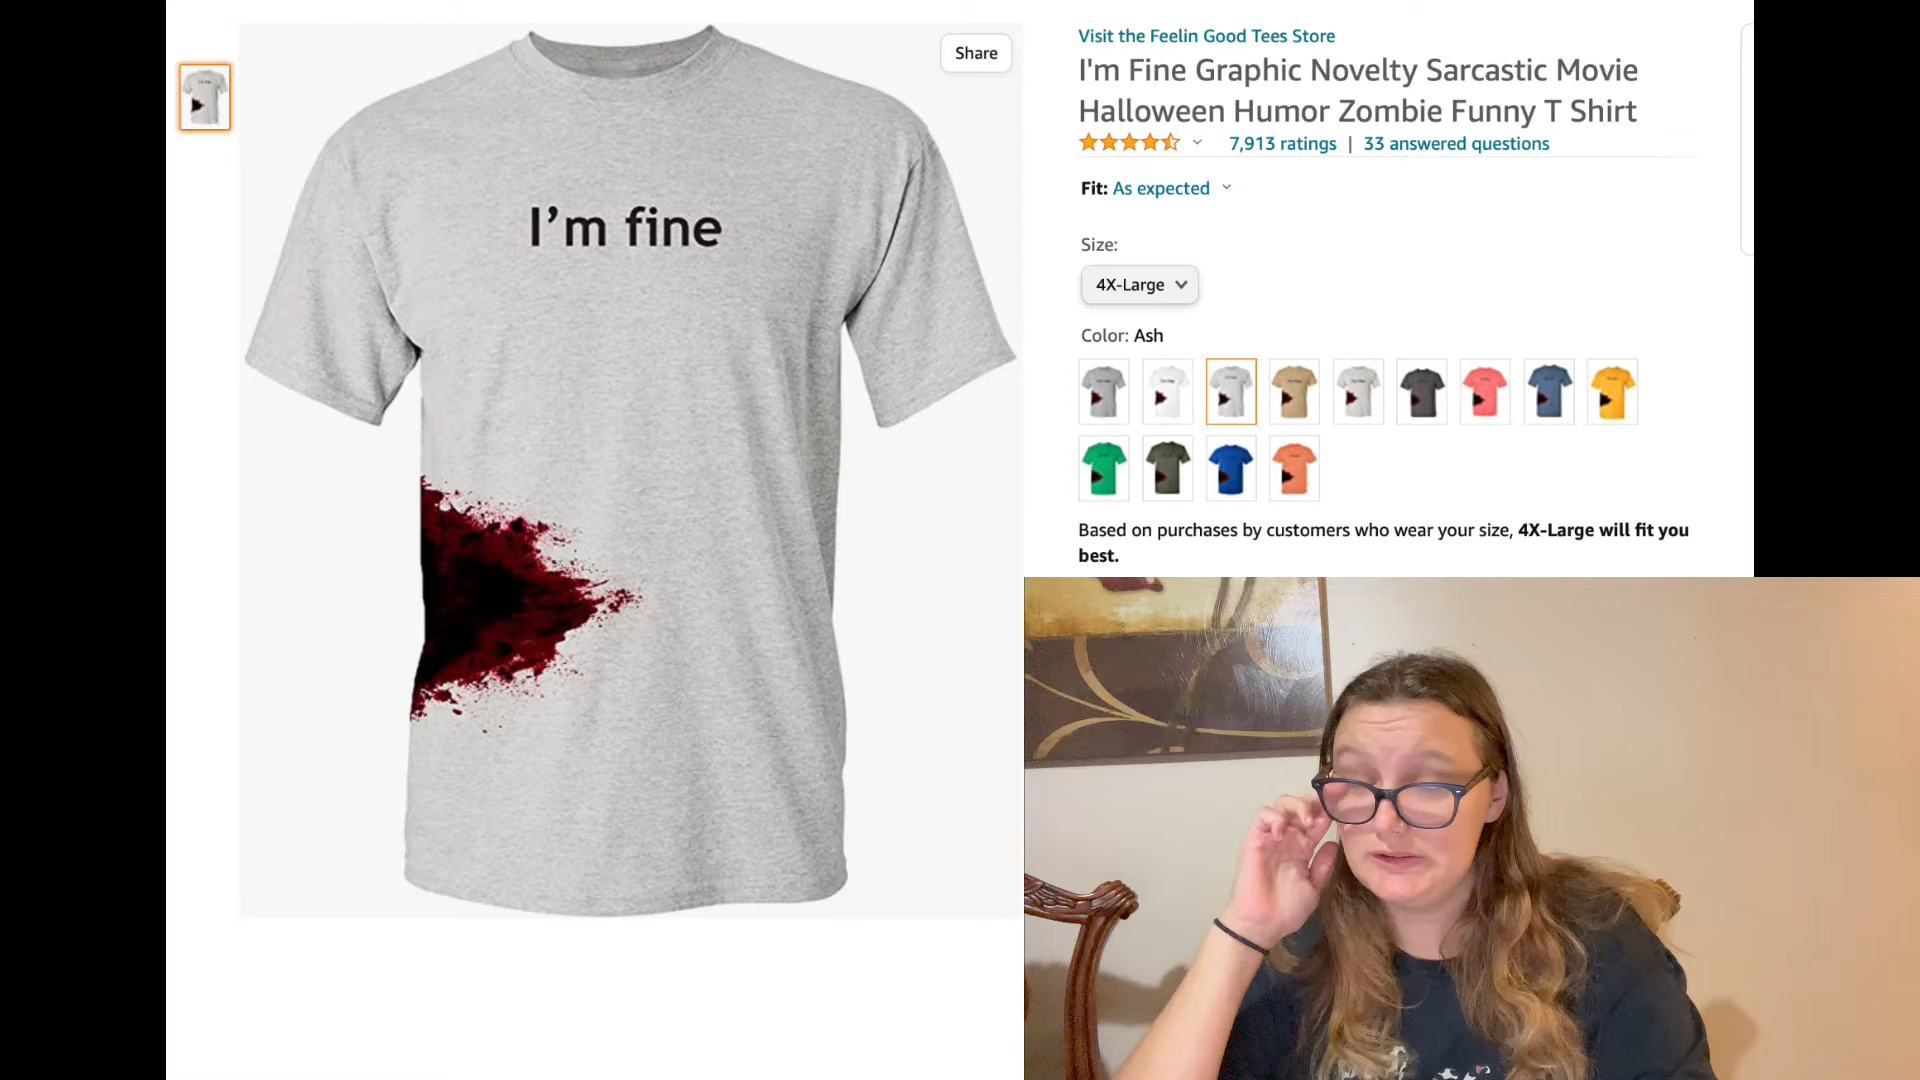 Share
I'm fine
Visit the Feelin Good Tees Store
I'm Fine Graphic Novelty Sarcastic Movie
Halloween Humor Zombie Funny T Shirt
7,913 ratings | 33 answered questions
Fit: As expected
Size:
4X-Large
Color: Ash
Based on purchases by customers who wear your size, 4X-Large will fit you
best.